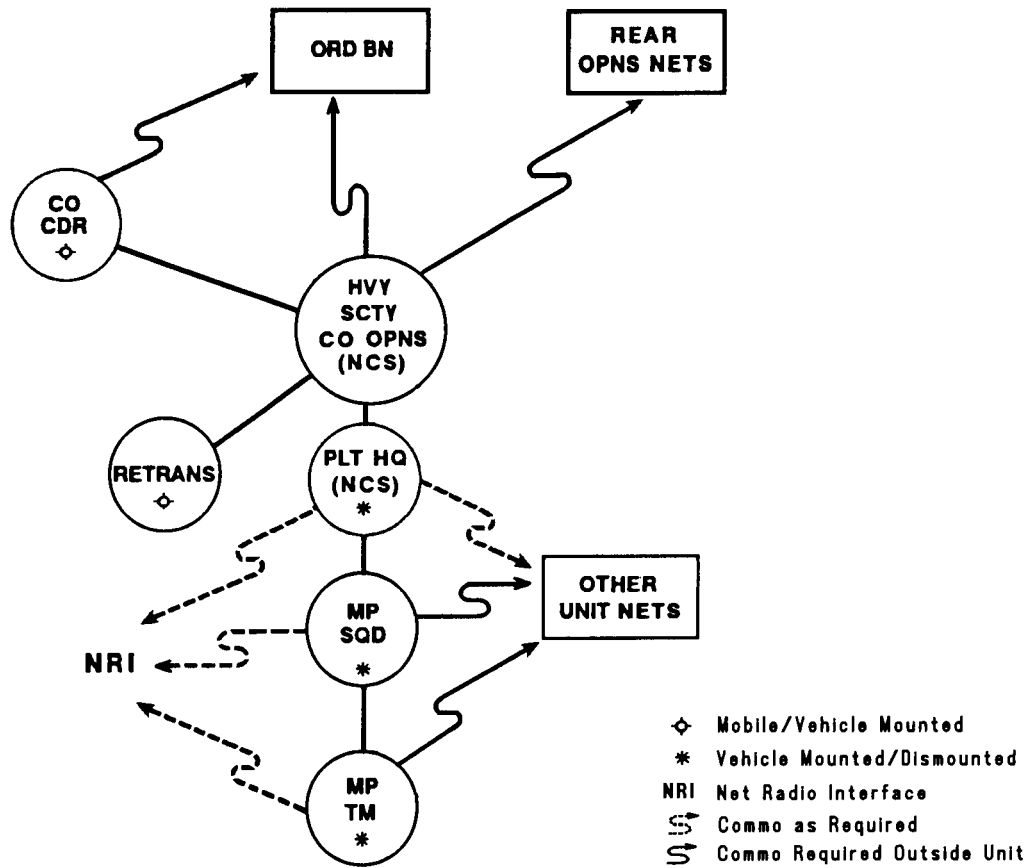 ORD BN
REAR
OPNS NETS
CO
CDR
HVY
SCTY
CO OPNS
(NCS)
RETRANS
PLT HQ
(NCS)
MP
SQD
OTHER
UNIT NETS
NRI
MP
TM
Mobile/Vehicle Mounted
Vehicle Mounted/Dismounted
NRI Net Radio Interface
Commo as Required
Commo Required Outside Unit